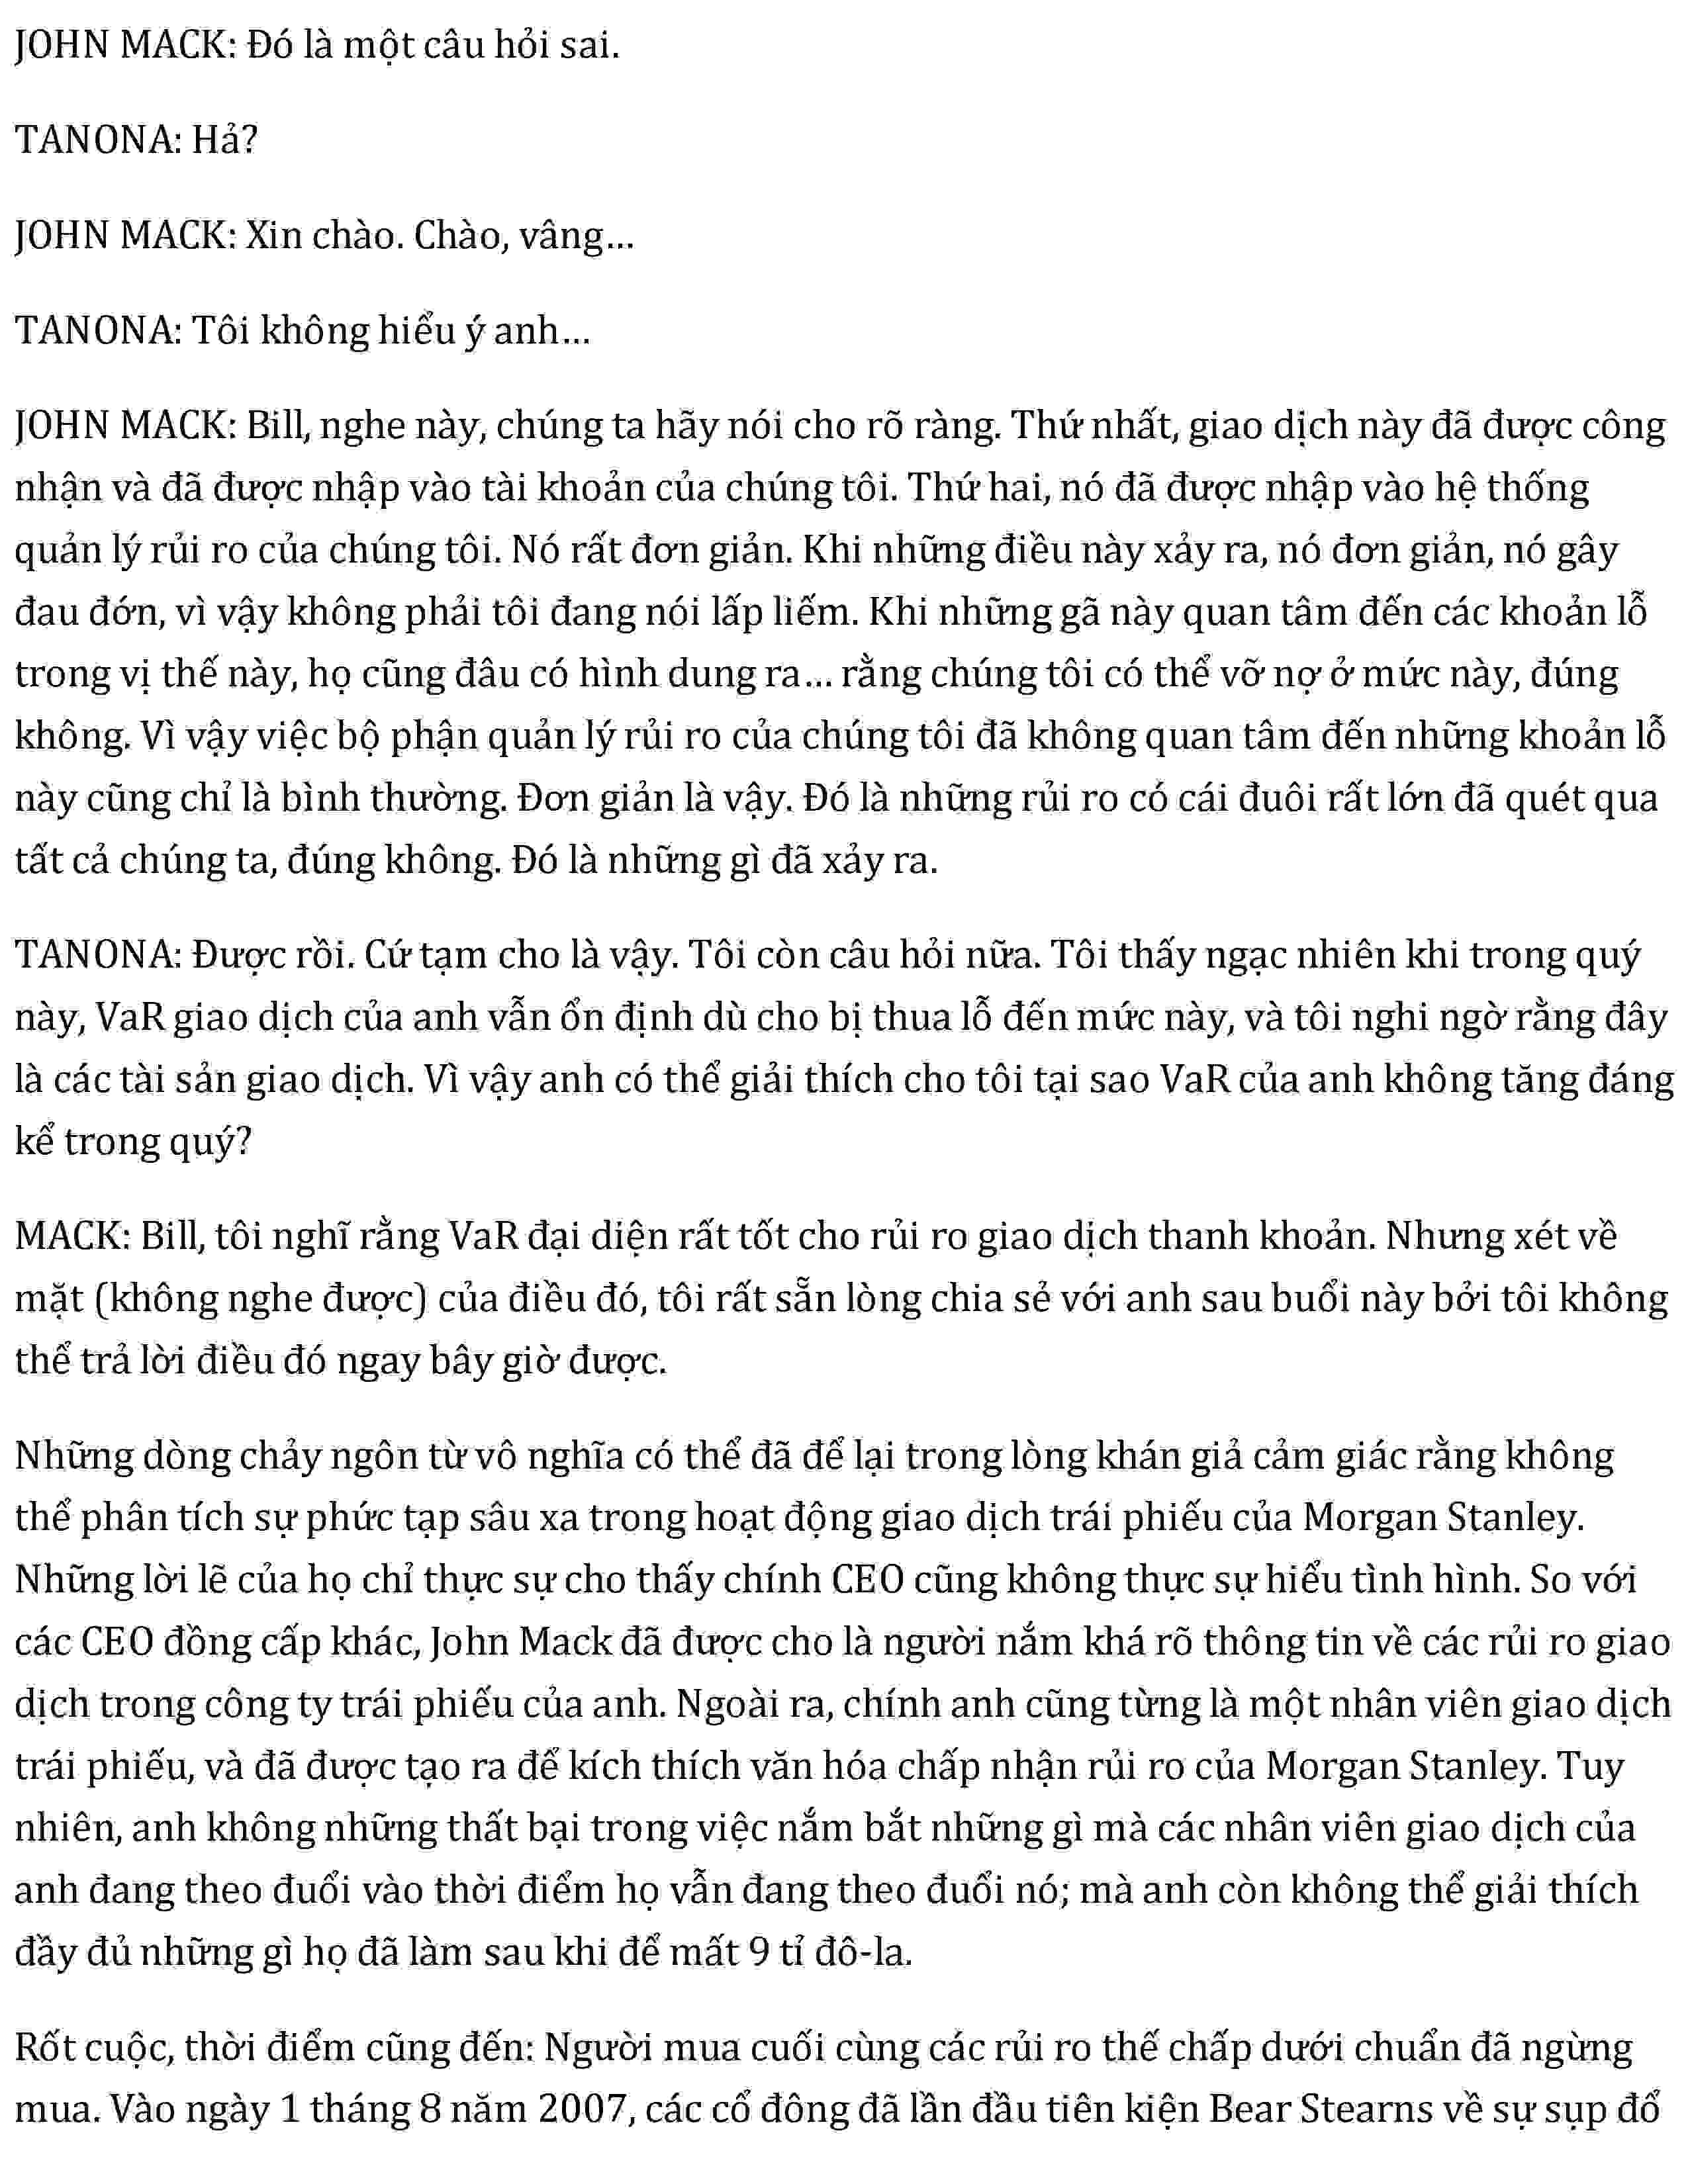 JOHN MACK: Đó là một câu hỏi sai.
TANONA: Hả?
JOHN MACK: Xin chào. Chào, vâng...
TANONA: Tôi không hiểu ý anh...
JOHN MACK: Bill, nghe này, chúng ta hãy nói cho rõ ràng. Thứ nhất, giao dịch này đã được công
nhận và đã được nhập vào tài khoản của chúng tôi. Thứ hai, nó đã được nhập vào hệ thống
quản lý rủi ro của chúng tôi. Nó rất đơn giản. Khi những điều này xảy ra, nó đơn giản, nó gây
đau đớn, vì vậy không phải tôi đang nói lấp liếm. Khi những gã này quan tâm đến các khoản lỗ
trong vị thế này, họ cũng đâu có hình dung ra... rằng chúng tôi có thể vỡ nợ ở mức này, đúng
không. Vì vậy việc bộ phận quản lý rủi ro của chúng tôi đã không quan tâm đến những khoản lỗ
này cũng chỉ là bình thường. Đơn giản là vậy. Đó là những rủi ro có cái đuôi rất lớn đã quét qua
tất cả chúng ta, đúng không. Đó là những gì đã xảy ra.
TANONA: Được rồi. Cứ tạm cho là vậy. Tôi còn câu hỏi nữa. Tôi thấy ngạc nhiên khi trong quý
này, VaR giao dịch của anh vẫn ổn định dù cho bị thua lỗ đến mức này, và tôi nghi ngờ rằng đây
là các tài sản giao dịch. Vì vậy anh có thể giải thích cho tôi tại sao VaR của anh không tăng đáng
kể trong quý?
MACK: Bill, tôi nghĩ rằng VaR đại diện rất tốt cho rủi ro giao dịch thanh khoản. Nhưng xét về
mặt (không nghe được) của điều đó, tôi rất sẵn lòng chia sẻ với anh sau buổi này bởi tôi không
thể trả lời điều đó ngay bây giờ được.
Những dòng chảy ngôn từ vô nghĩa có thể đã để lại trong lòng khán giả cảm giác rằng không
thể phân tích sự phức tạp sâu xa trong hoạt động giao dịch trái phiếu của Morgan Stanley.
Những lời lẽ của họ chỉ thực sự cho thấy chính CEO cũng không thực sự hiểu tình hình. So với
các CEO đồng cấp khác, John Mack đã được cho là người nắm khá rõ thông tin về các rủi ro giao
dịch trong công ty trái phiếu của anh. Ngoài ra, chính anh cũng từng là một nhân viên giao dịch
trái phiếu, và đã được tạo ra để kích thích văn hóa chấp nhận rủi ro của Morgan Stanley. Tuy
nhiên, anh không những thất bại trong việc nắm bắt những gì mà các nhân viên giao dịch của
anh đang theo đuổi vào thời điểm họ vẫn đang theo đuổi nó; mà anh còn không thể giải thích
đầy đủ những gì họ đã làm sau khi để mất 9 tỉ đô-la.
Rốt cuộc, thời điểm cũng đến: Người mua cuối cùng các rủi ro thế chấp dưới chuẩn đã ngừng
mua. Vào ngày 1 tháng 8 năm 2007, các cổ đông đã lần đầu tiên kiện Bear Stearns về sự sụp đổ